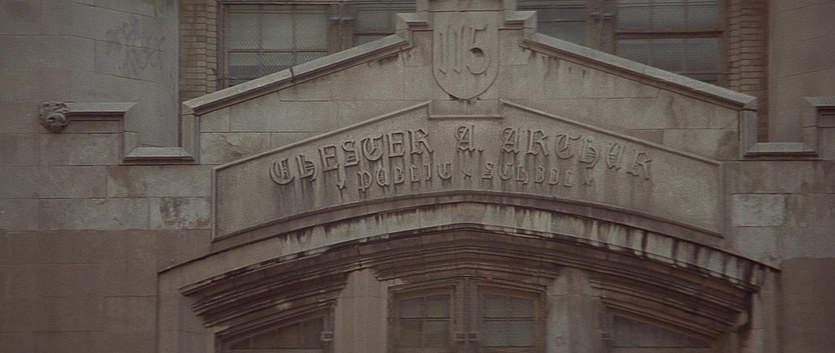 115
CHESTER A. ARTHUR
PUBLIC SCHOOL